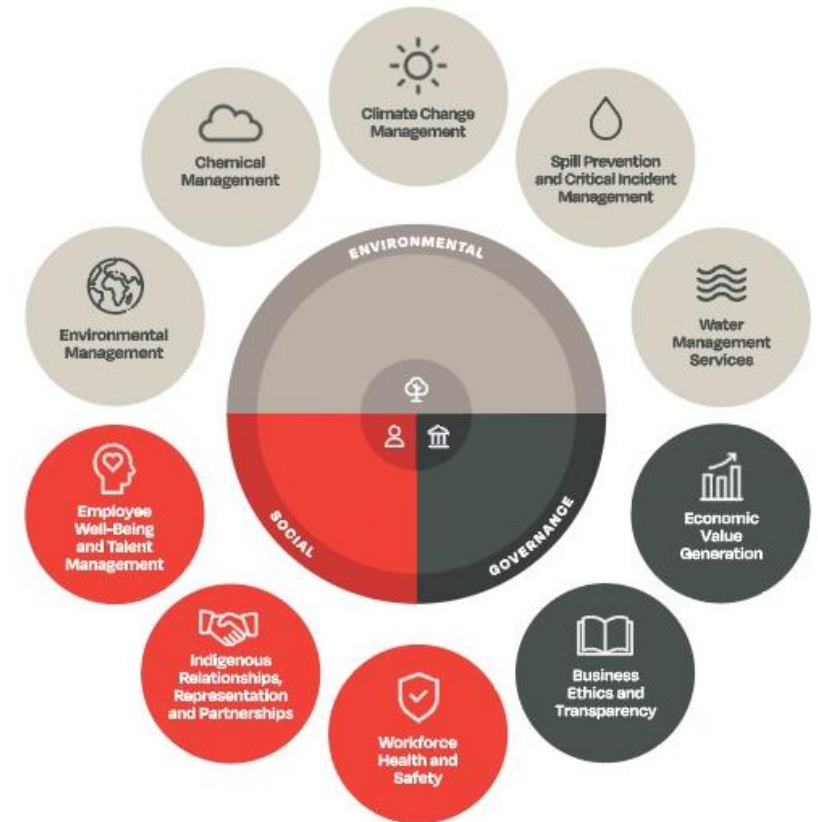 Climate Change
Management
Chemical
Management
Spill Prevention
and Critical Incident
Management
ENVIRONMENTAL
Environmental
Management
Water
Management
Services
Employee
Well-Being
and Talent
Management
SOCIAL
GOVERNANCE
Economic
Value
Generation
Indigenous
Relationships,
Representation
and Partnerships
Business
Ethics and
Transparency
Workforce
Health and
Safety